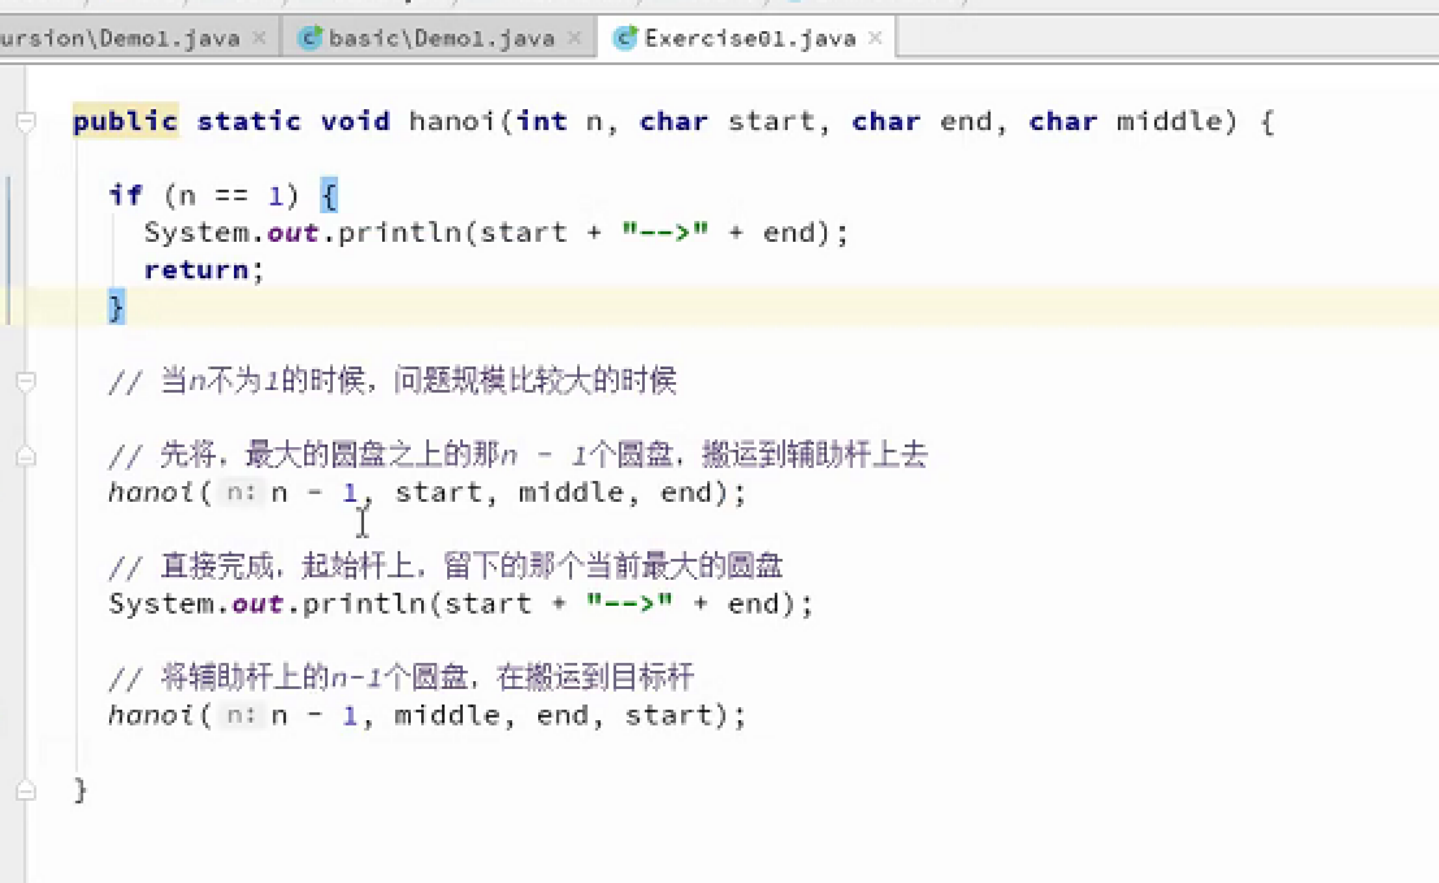 ursion\Demo1.java × basic\Demo1.java × Exercise01.java ×
public static void hanoi(int n, char start, char end, char middle) {
if (n == 1) {
System.out.println(start + "-->" + end);
return;
}
// 当n不为1的时候，问题规模比较大的时候
// 先将，最大的圆盘之上的那n - 1个圆盘，搬运到辅助杆上去
hanoi( n: n - 1, start, middle, end);
// 直接完成，起始杆上，留下的那个当前最大的圆盘
System.out.println(start + "-->" + end);
// 将辅助杆上的n-1个圆盘，在搬运到目标杆
hanoi( n: n - 1, middle, end, start);
}